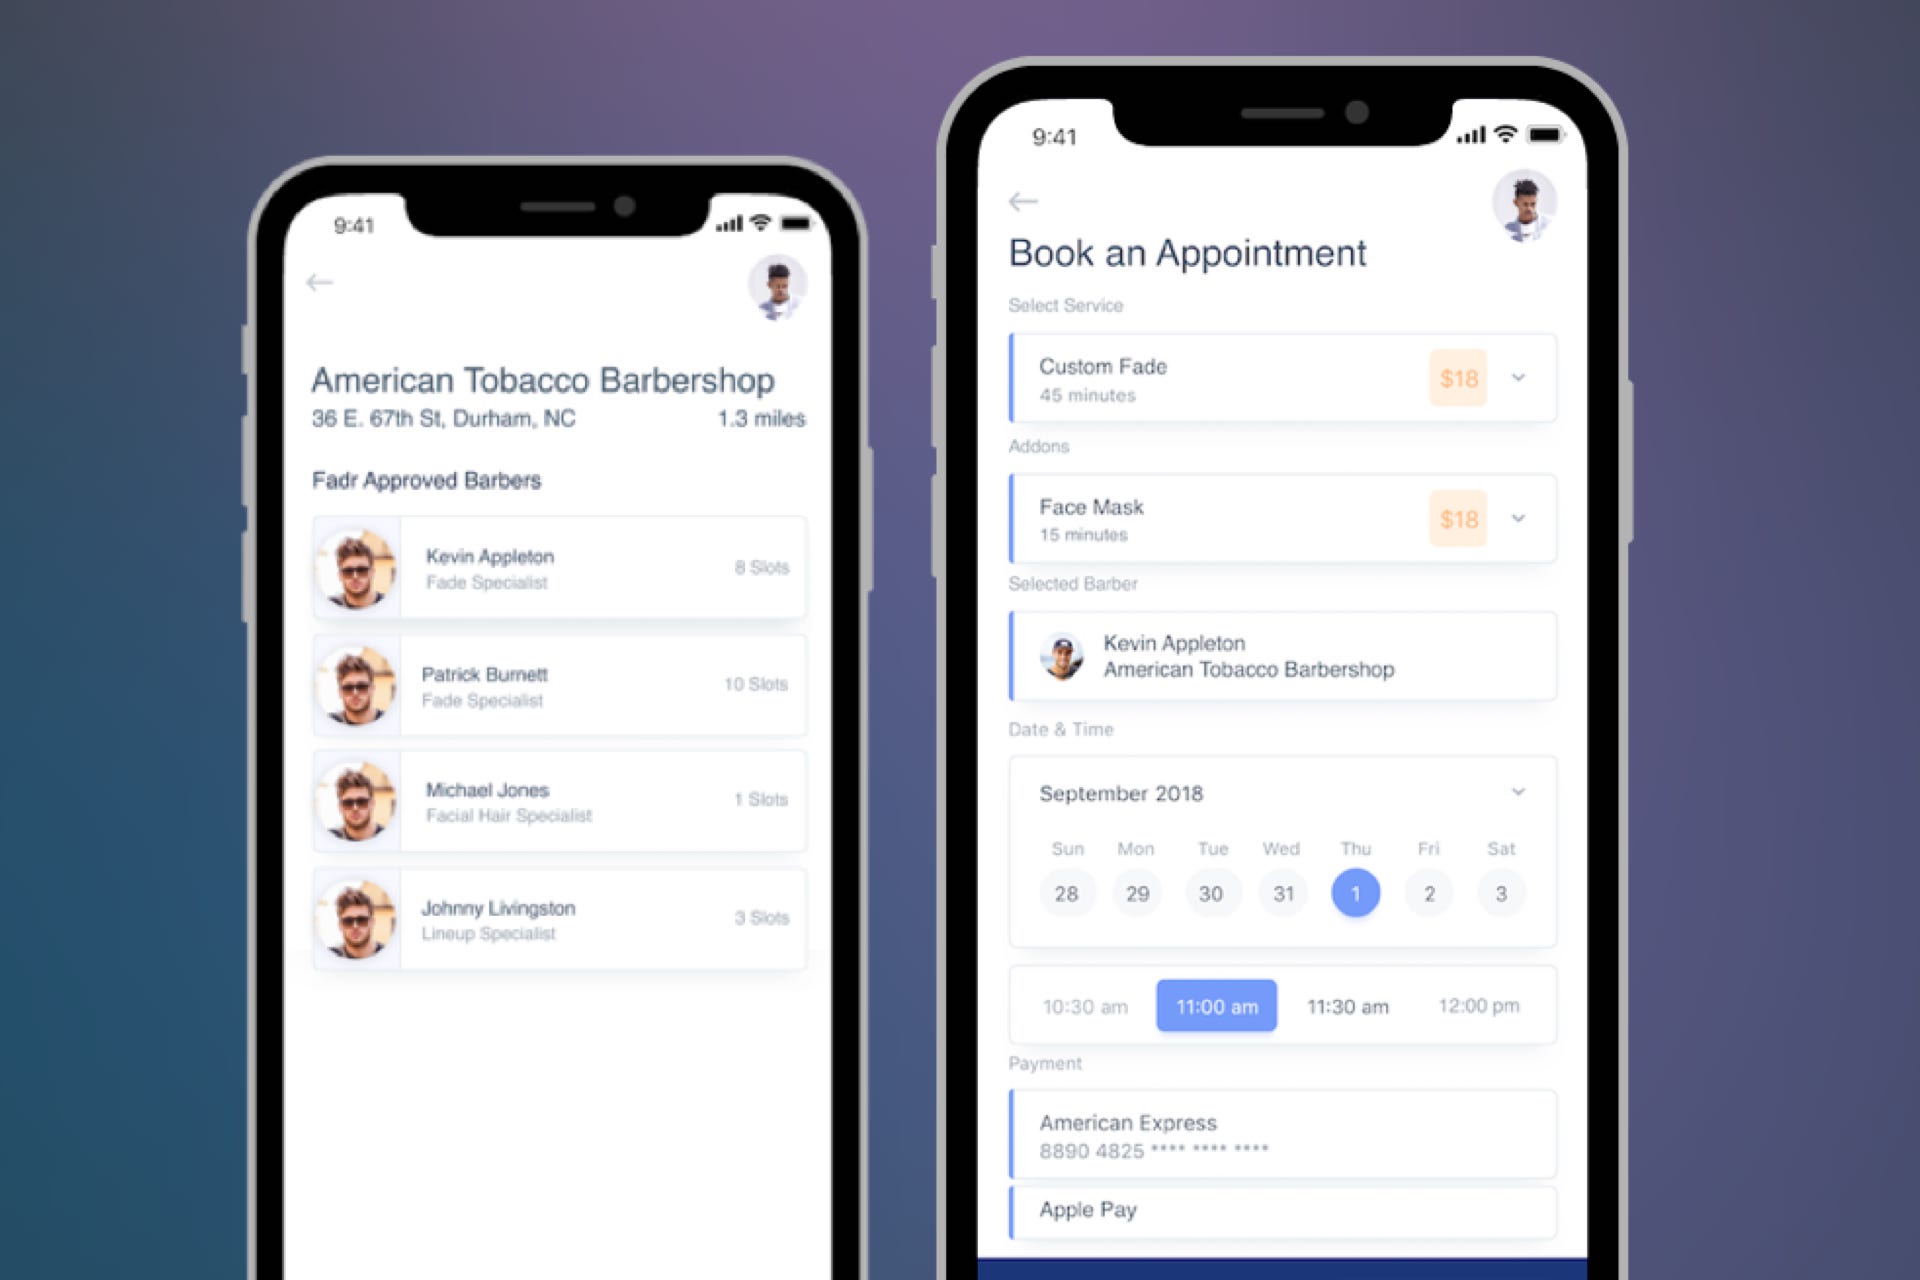 9:41
American Tobacco Barbershop
36 E. 67th St, Durham, NC 1.3 miles
Fadr Approved Barbers
Kevin Appleton
Fade Specialist
8 Slots
Patrick Burnett
Fade Specialist
10 Slots
Michael Jones
Facial Hair Specialist
1 Slots
Johnny Livingston
Lineup Specialist
3 Slots
9:41
Book an Appointment
Select Service
Custom Fade
45 minutes
$18
Addons
Face Mask
15 minutes
$18
Selected Barber
Kevin Appleton
American Tobacco Barbershop
Date & Time
September 2018
Sun Mon Tue Wed Thu Fri Sat
28 29 30 31 1 2 3
10:30 am 11:00 am 11:30 am 12:00 pm
Payment
American Express
8890 4825 **** **** ****
Apple Pay